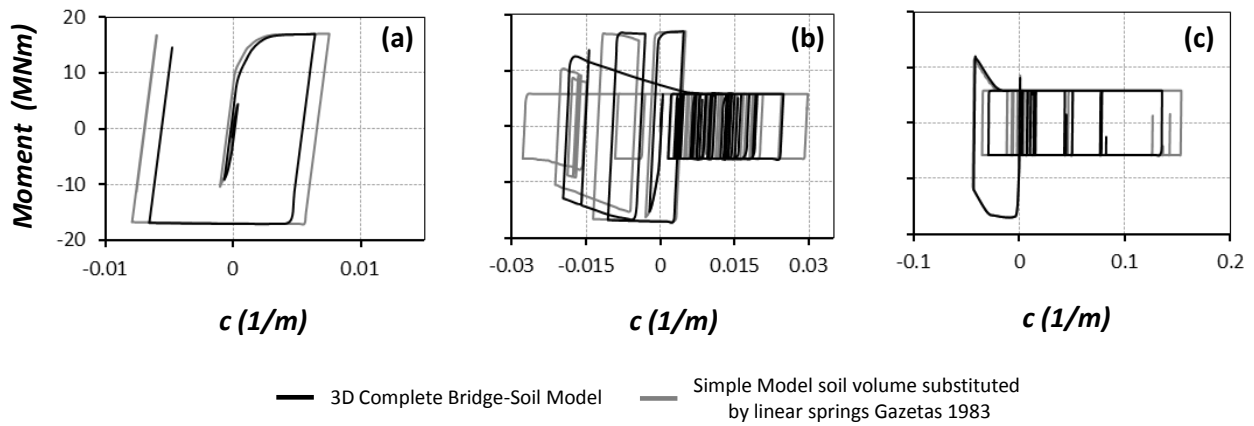 20
10
0
-10
-20
Moment (MNm)
(a)
(b)
(c)
-0.01
0
0.01
-0.03
-0.015
0
0.015
0.03
-0.1
0
0.1
0.2
c (1/m)
c (1/m)
c (1/m)
3D Complete Bridge-Soil Model
Simple Model soil volume substituted
by linear springs Gazetas 1983